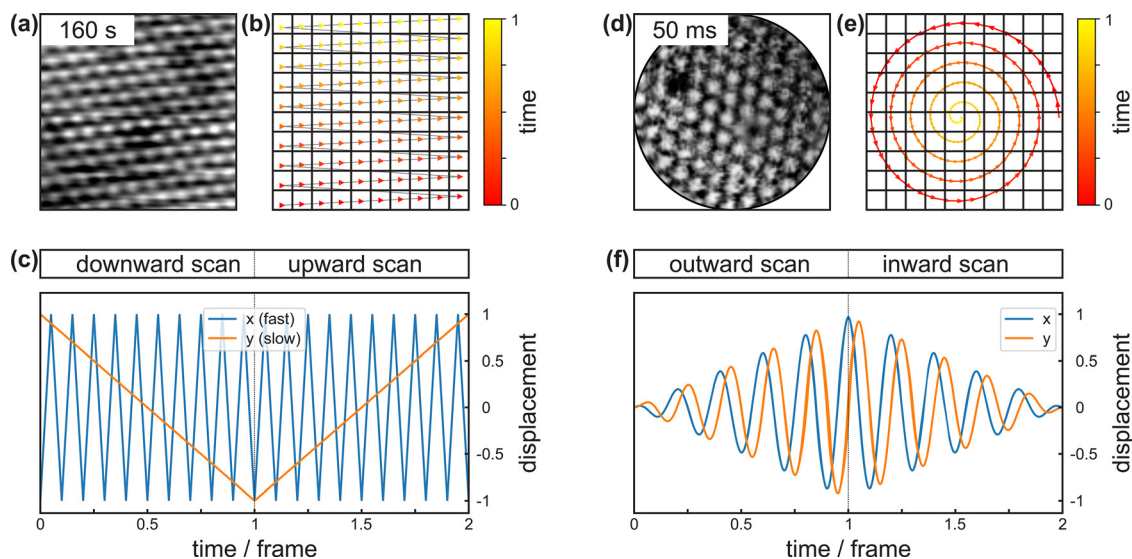 (a)
160 s
(b)
1
time
0
(d)
50 ms
(e)
1
time
0
(c)
downward scan
upward scan
x (fast)
y (slow)
1
0.5
0
-0.5
-1
displacement
0
0.5
1
1.5
2
time / frame
(f)
outward scan
inward scan
x
y
1
0.5
0
-0.5
-1
displacement
0
0.5
1
1.5
2
time / frame